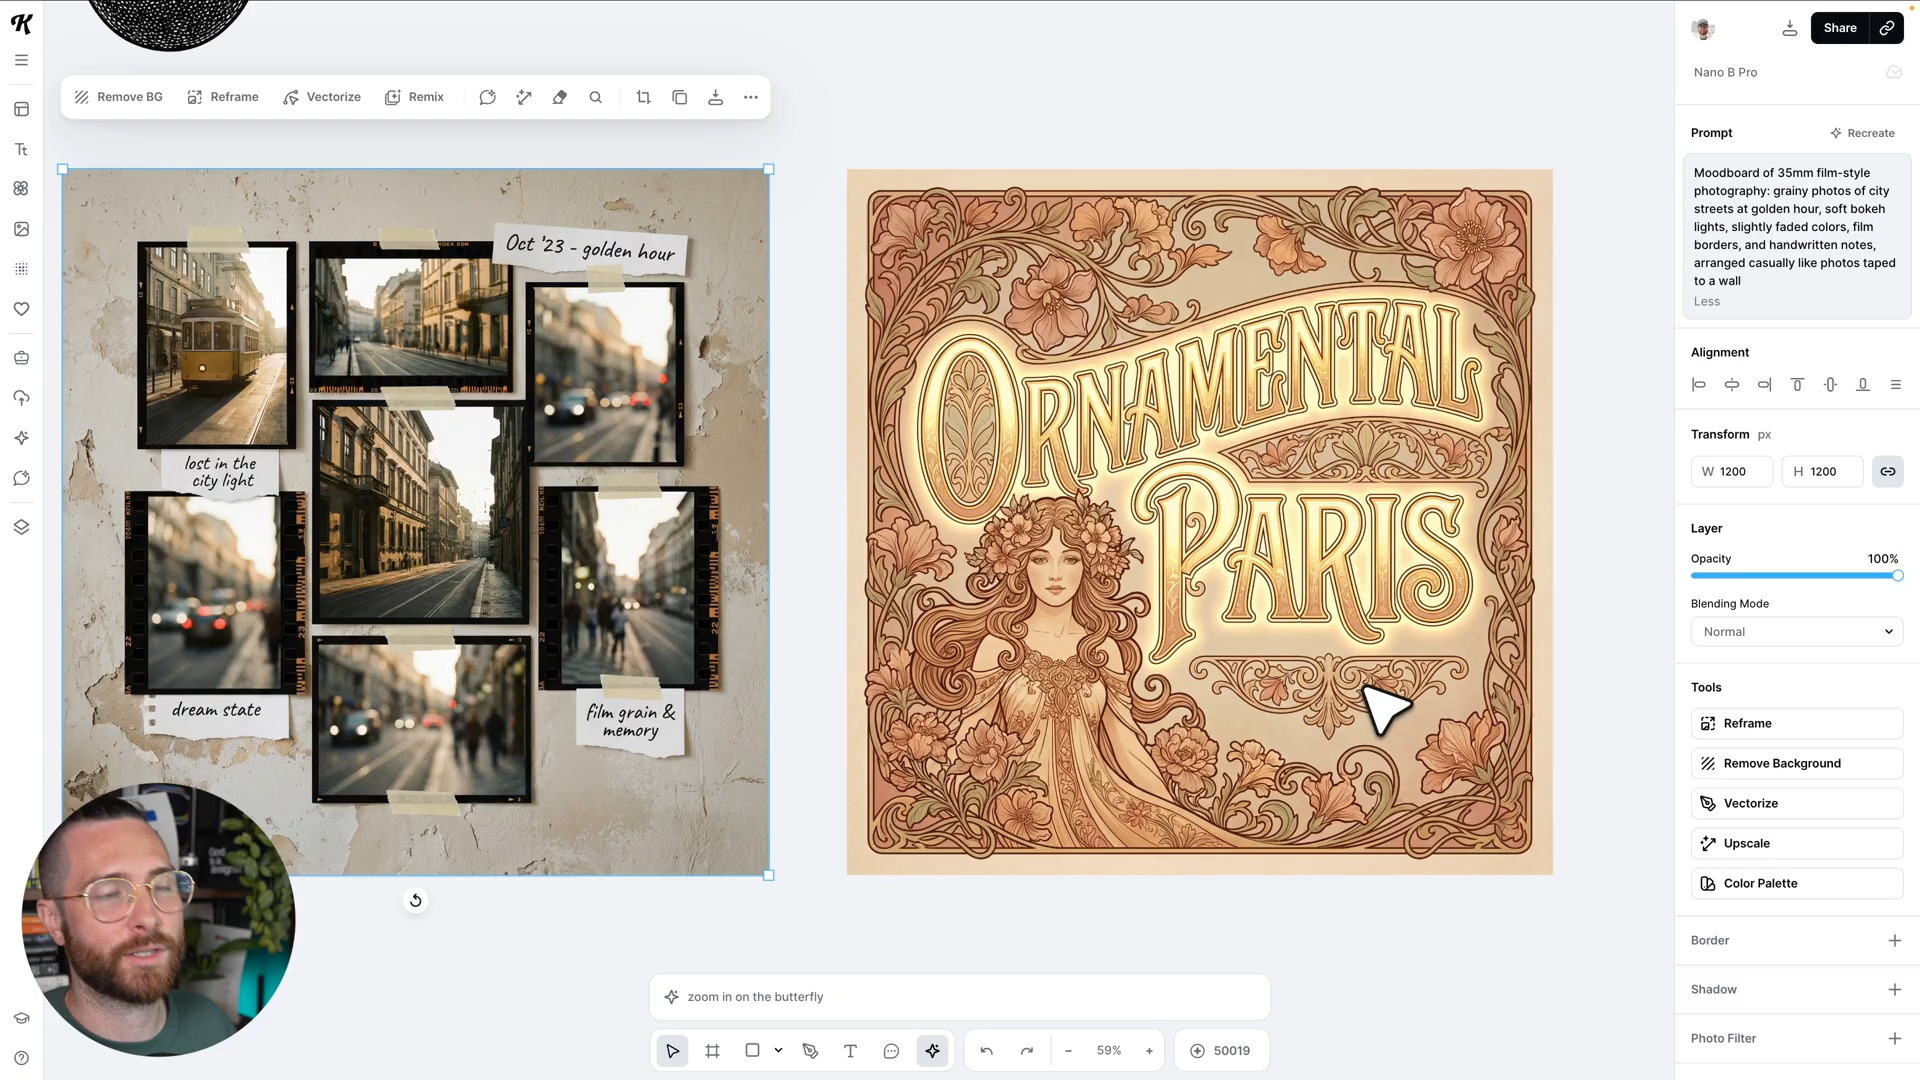 Share
Nano B Pro
Remove BG
Reframe
Vectorize
Remix
Prompt
Recreate
Moodboard of 35mm film-style
photography: grainy photos of city
streets at golden hour, soft bokeh
lights, slightly faded colors, film
borders, and handwritten notes,
arranged casually like photos taped
to a wall
Less
Tt
Oct '23 - golden hour
lost in the
city light
dream state
film grain &
memory
22
22
23
ORNAMENTAL
PARIS
Alignment
Transform px
W 1200
H 1200
Layer
Opacity
100%
Blending Mode
Normal
Tools
Reframe
Remove Background
Vectorize
Upscale
Color Palette
Border
Shadow
Photo Filter
zoom in on the butterfly
59%
50019